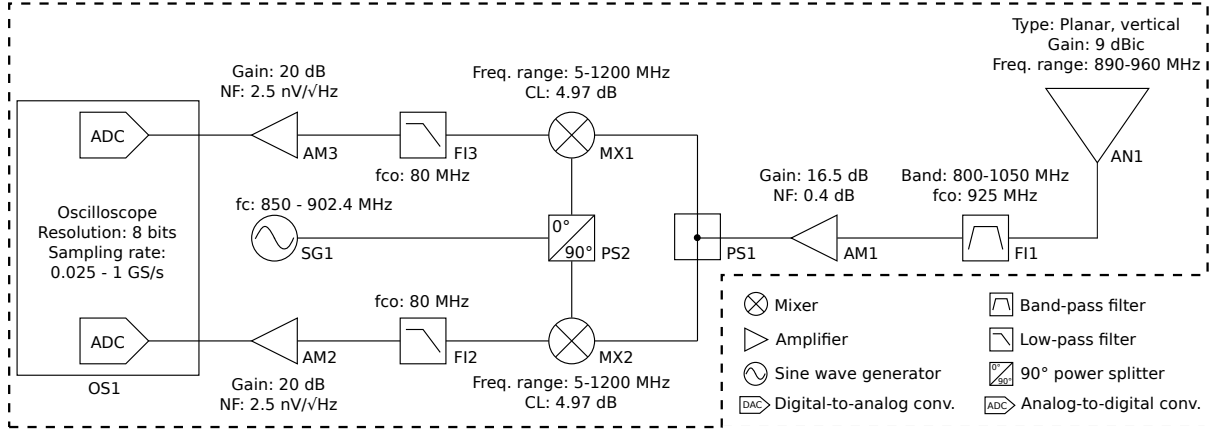 Type: Planar, vertical
Gain: 9 dBic
Freq. range: 890-960 MHz
AN1
Gain: 20 dB
NF: 2.5 nV/√Hz
Freq. range: 5-1200 MHz
CL: 4.97 dB
ADC
AM3
FI3
MX1
fco: 80 MHz
Gain: 16.5 dB
NF: 0.4 dB
Band: 800-1050 MHz
fco: 925 MHz
Oscilloscope
Resolution: 8 bits
Sampling rate:
0.025 - 1 GS/s
fc: 850 - 902.4 MHz
SG1
0°
90°
PS2
PS1
AM1
FI1
fco: 80 MHz
ADC
AM2
FI2
MX2
OS1
Gain: 20 dB
NF: 2.5 nV/√Hz
Freq. range: 5-1200 MHz
CL: 4.97 dB
Mixer
Band-pass filter
Amplifier
Low-pass filter
Sine wave generator
0°
90°
90° power splitter
DAC
Digital-to-analog conv.
ADC
Analog-to-digital conv.